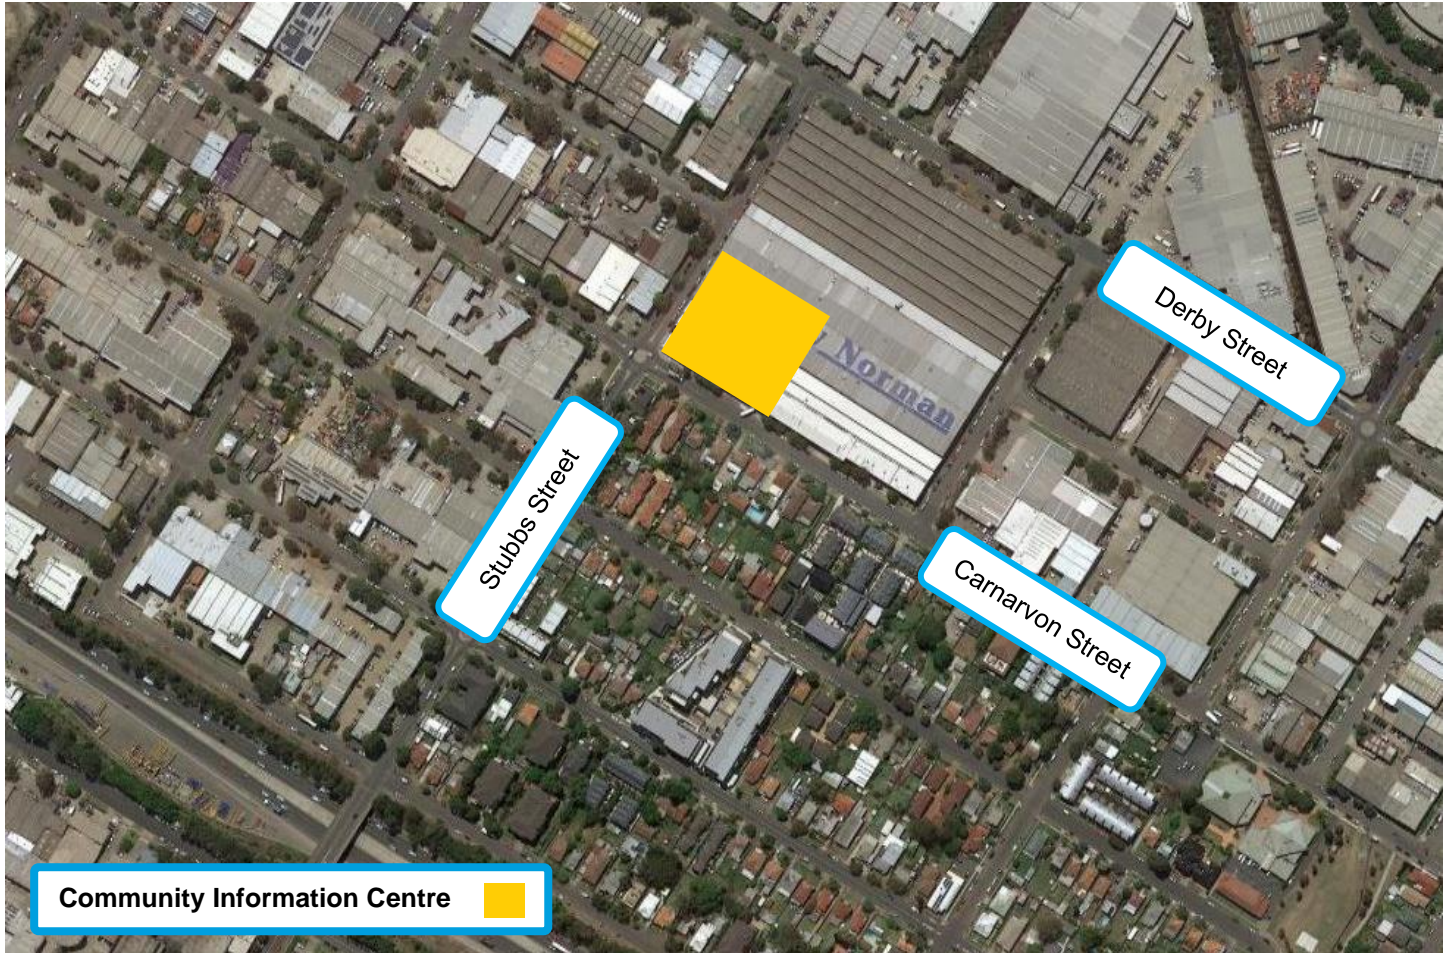 Derby Street
Norman
Stubbs Street
Carnarvon Street
Community Information Centre